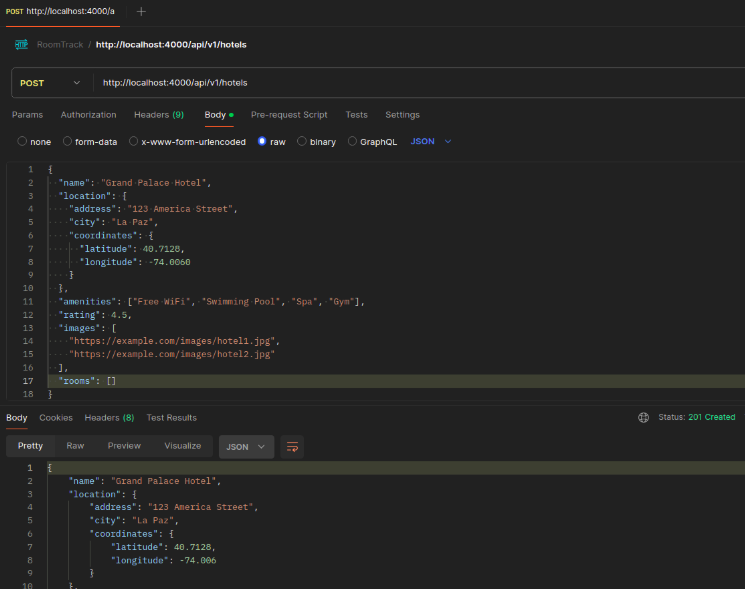 POST http://localhost:4000/a
HTTP RoomTrack / http://localhost:4000/api/v1/hotels
POST http://localhost:4000/api/v1/hotels
Params Authorization Headers (9) Body Pre-request Script Tests Settings
none form-data x-www-form-urlencoded raw binary GraphQL JSON
1 {
2 "name": "Grand Palace Hotel",
3 "location": {
4 "address": "123 America Street",
5 "city": "La Paz",
6 "coordinates": {
7 "latitude": 40.7128,
8 "longitude": -74.0060
9 }
10 },
11 "amenities": ["Free WiFi", "Swimming Pool", "Spa", "Gym"],
12 "rating": 4.5,
13 "images": [
14 "https://example.com/images/hotel1.jpg",
15 "https://example.com/images/hotel2.jpg"
16 ],
17 "rooms": []
18 }
Body Cookies Headers (8) Test Results Status: 201 Created
Pretty Raw Preview Visualize JSON
1 {
2 "name": "Grand Palace Hotel",
3 "location": {
4 "address": "123 America Street",
5 "city": "La Paz",
6 "coordinates": {
7 "latitude": 40.7128,
8 "longitude": -74.006
9 }
10 },